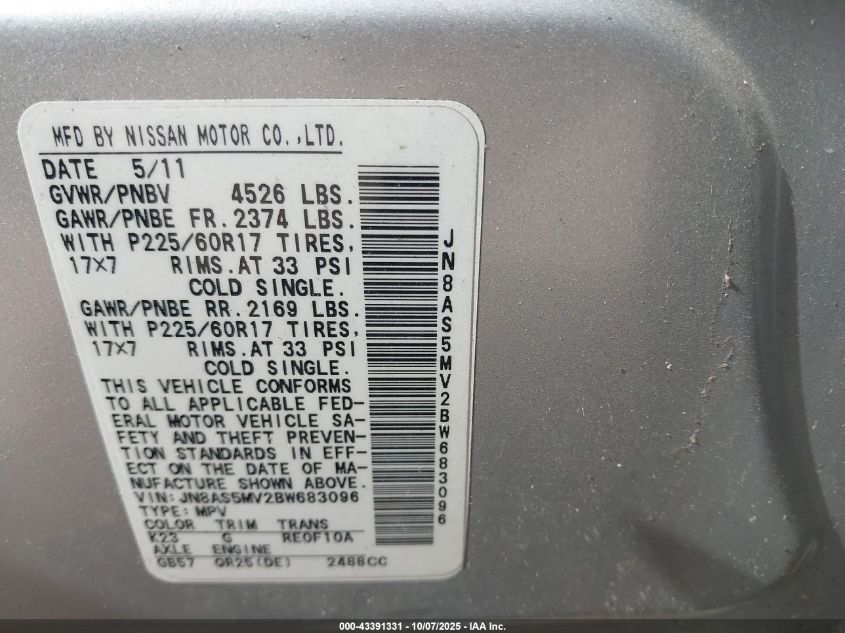 MFD BY NISSAN MOTOR CO.,LTD.
DATE 5/11
GVWR/PNBV 4526 LBS.
GAWR/PNBE FR. 2374 LBS.
WITH P225/60R17 TIRES,
17×7 RIMS.AT 33 PSI
COLD SINGLE.
GAWR/PNBE RR. 2169 LBS.
WITH P225/60R17 TIRES,
17×7 RIMS.AT 33 PSI
COLD SINGLE.
THIS VEHICLE CONFORMS
TO ALL APPLICABLE FED-
ERAL MOTOR VEHICLE SA-
FETY AND THEFT PREVEN-
TION STANDARDS IN EFF-
ECT ON THE DATE OF MA-
NUFACTURE SHOWN ABOVE.
VIN: JN8AS5MV2BW683096
TYPE: MPV
COLOR TRIM TRANS
K23 G RE0F10A
AXLE ENGINE
GB57 QR25(DE) 2488CC
JN8AS5MV2BW683096
000-43391331 - 10/07/2025 - IAA Inc.